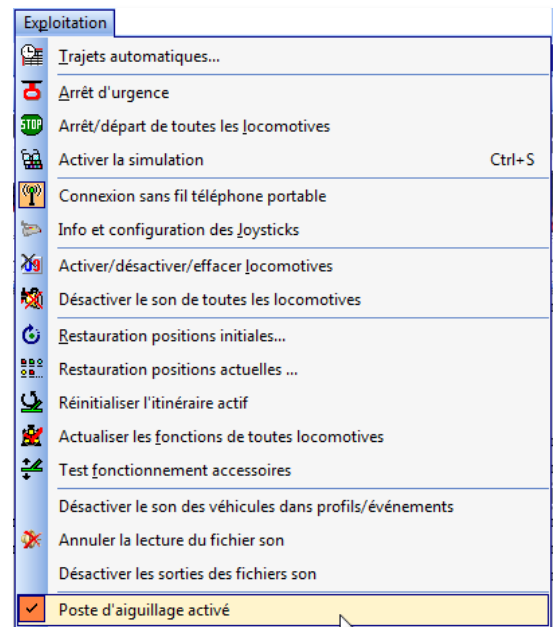 Exploitation
Trajets automatiques...
Arrêt d'urgence
STOP Arrêt/départ de toutes les locomotives
Activer la simulation Ctrl+S
Connexion sans fil téléphone portable
Info et configuration des Joysticks
Activer/désactiver/effacer locomotives
Désactiver le son de toutes les locomotives
Restauration positions initiales...
Restauration positions actuelles ...
Réinitialiser l'itinéraire actif
Actualiser les fonctions de toutes locomotives
Test fonctionnement accessoires
Désactiver le son des véhicules dans profils/événements
Annuler la lecture du fichier son
Désactiver les sorties des fichiers son
Poste d'aiguillage activé